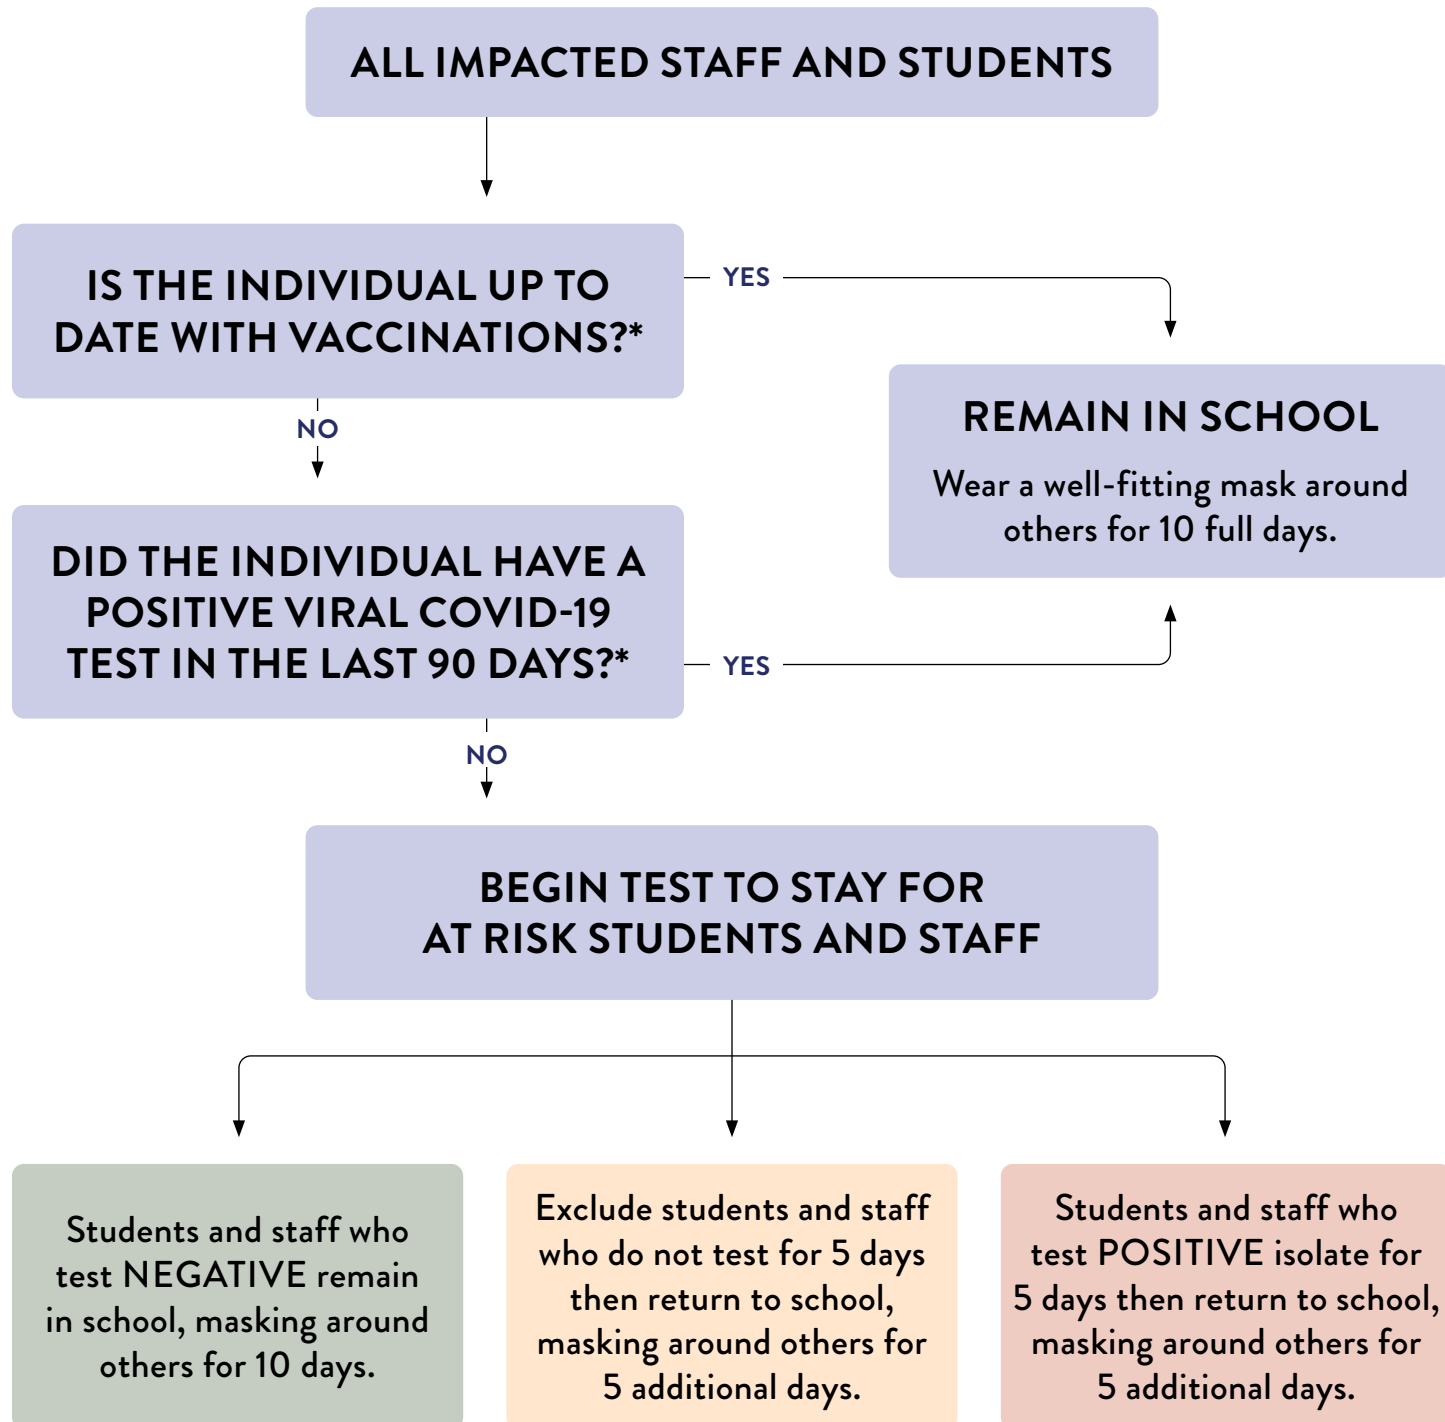 ALL IMPACTED STAFF AND STUDENTS
IS THE INDIVIDUAL UP TO
DATE WITH VACCINATIONS?*
YES
NO
REMAIN IN SCHOOL
Wear a well-fitting mask around
others for 10 full days.
DID THE INDIVIDUAL HAVE A
POSITIVE VIRAL COVID-19
TEST IN THE LAST 90 DAYS?*
YES
NO
BEGIN TEST TO STAY FOR
AT RISK STUDENTS AND STAFF
Students and staff who
test NEGATIVE remain
in school, masking around
others for 10 days.
Exclude students and staff
who do not test for 5 days
then return to school,
masking around others for
5 additional days.
Students and staff who
test POSITIVE isolate for
5 days then return to school,
masking around others for
5 additional days.